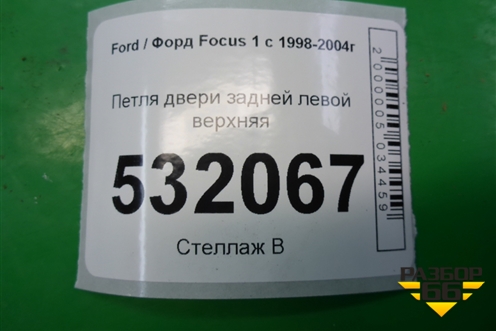 Ford / Форд Focus 1 с 1998-2004г
Петля двери задней левой
верхняя
532067
Стеллаж В
2000005034459
РАЗБОР
66